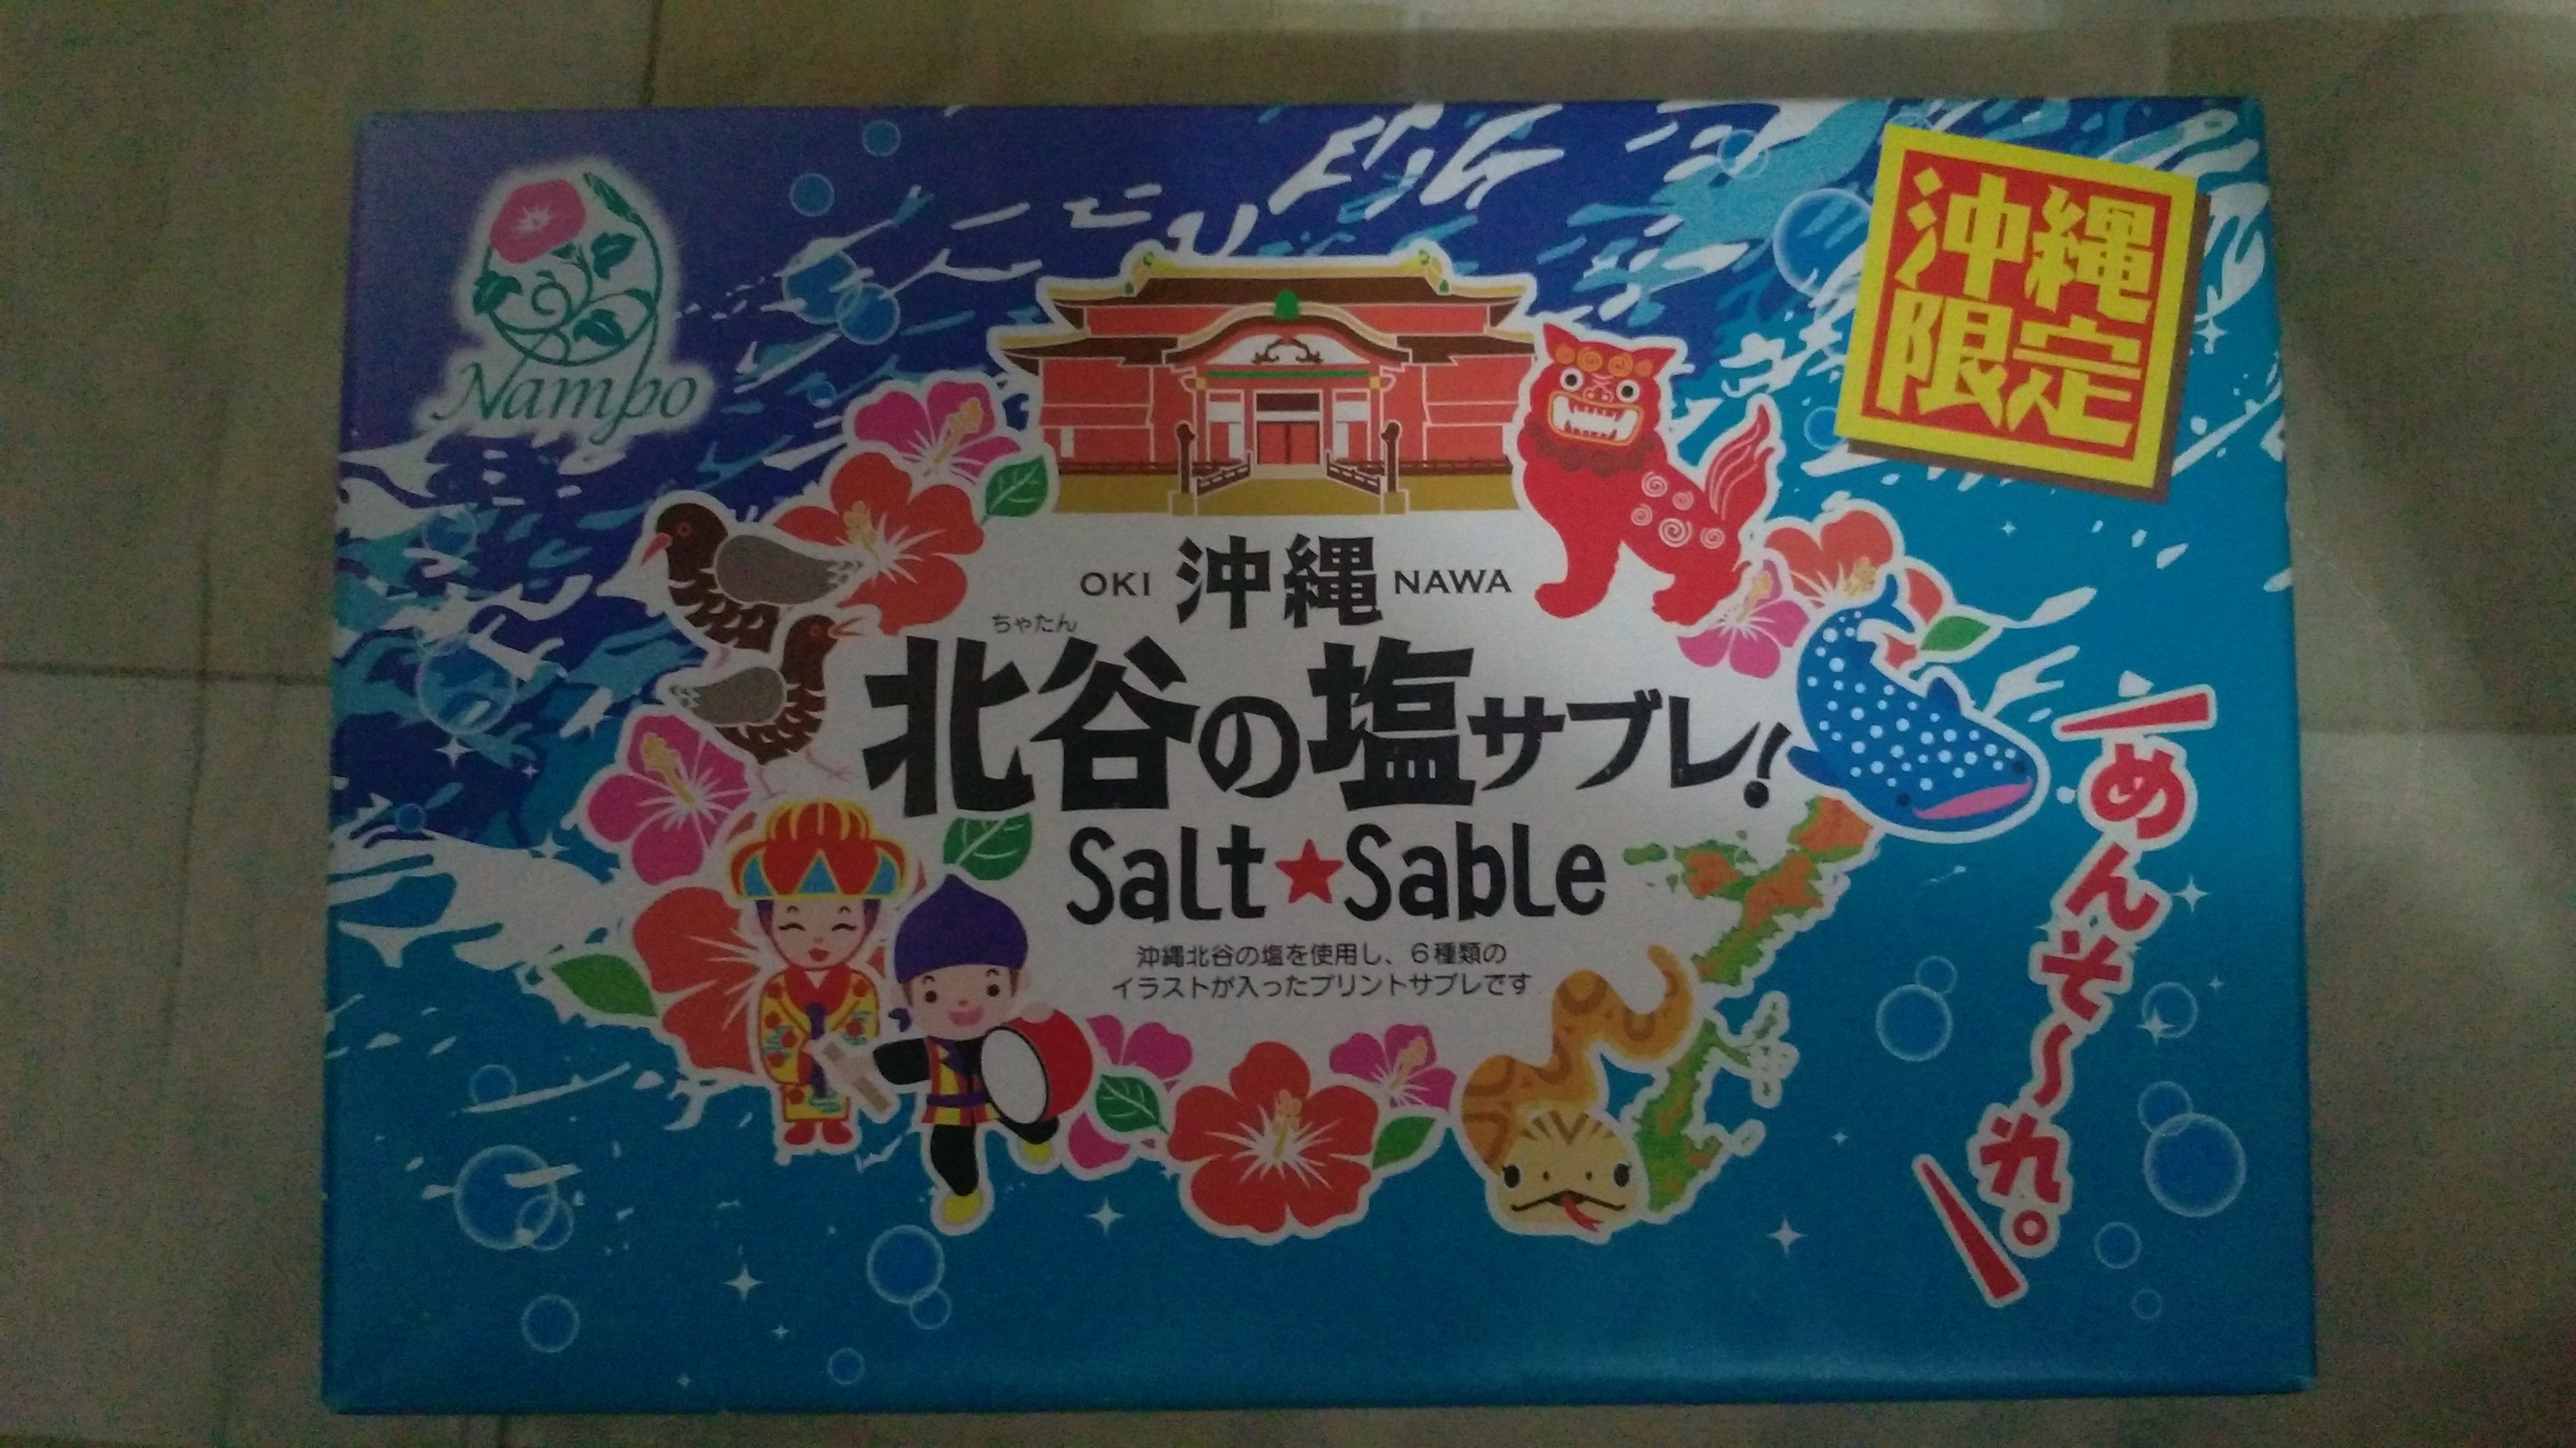 Nampo
沖縄
限定
OKI 沖縄 NAWA
ちゃたん
北谷の塩サブレ!
Salt★Sable
沖縄北谷の塩を使用し、6種類の
イラストが入ったプリントサブレです
めんそ〜れ。